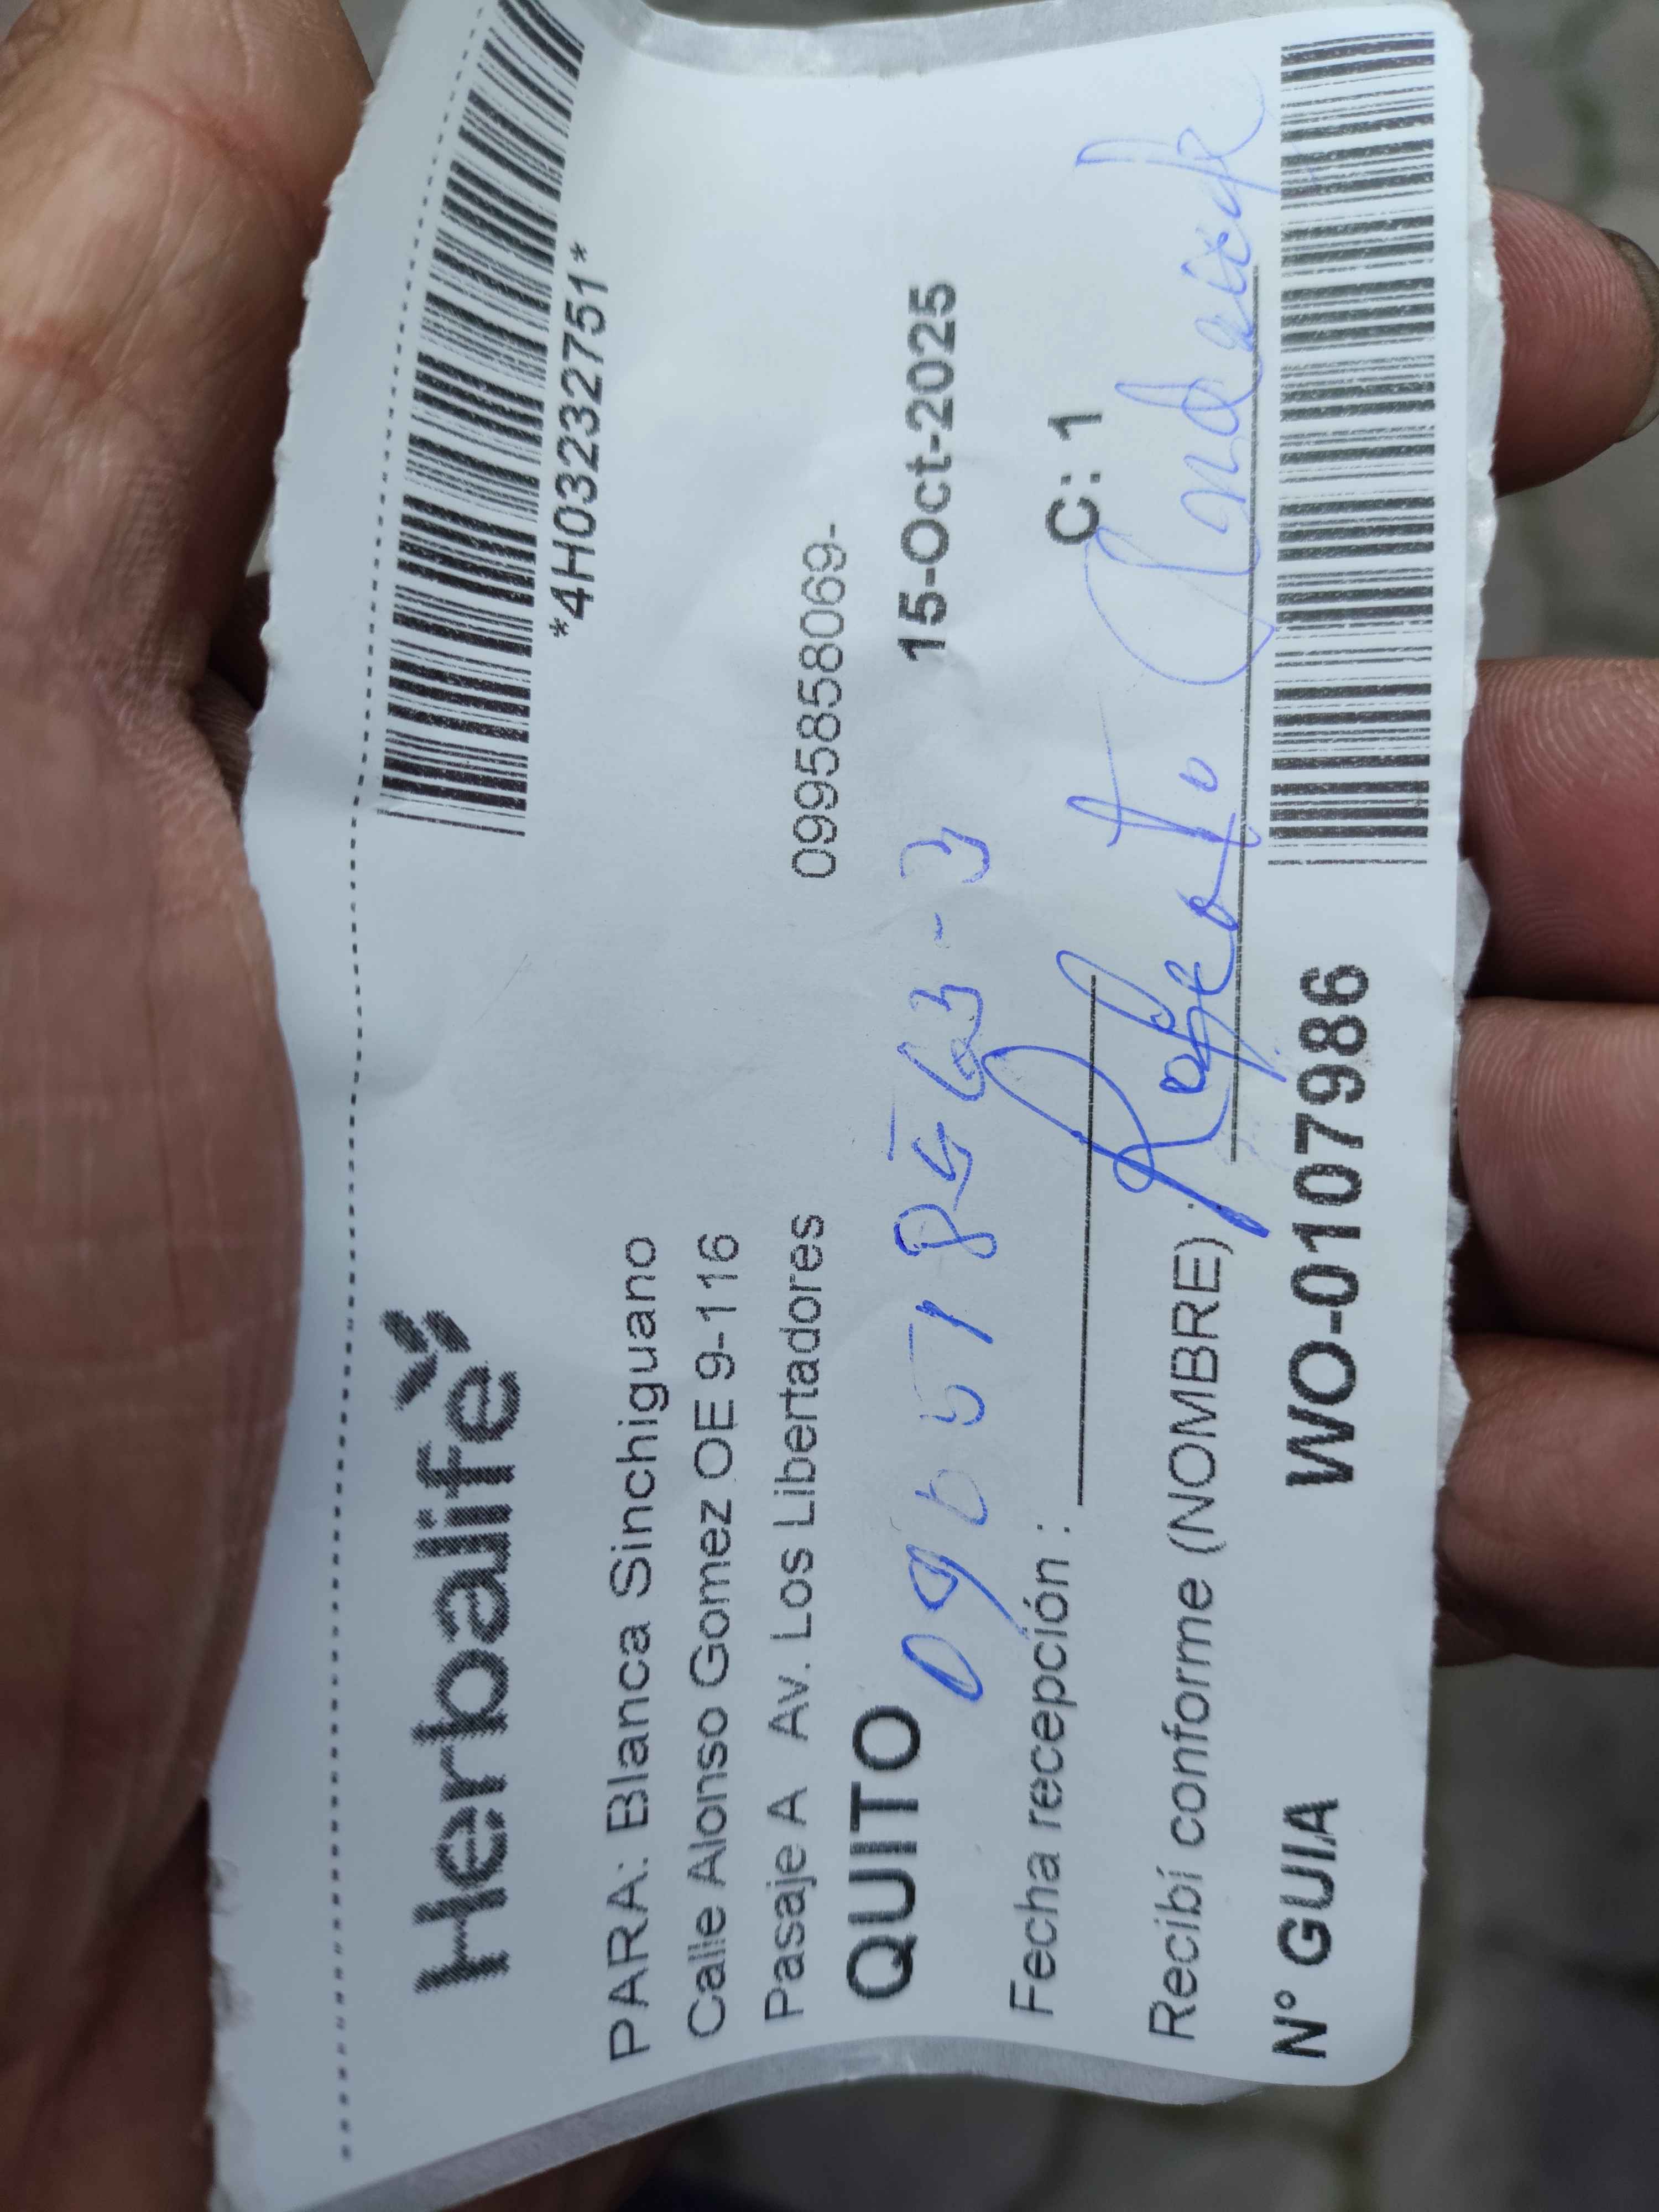 Herbalife
*4H03232751*
PARA: Blanca Sinchiguano
Calle Alonso Gomez OE 9-116
Pasaje A Av. Los Libertadores
0995858069-
QUITO
15-Oct-2025
Fecha recepción :
C: 1
Recibí conforme (NOMBRE) : Roberto
N° GUIA WO-0107986